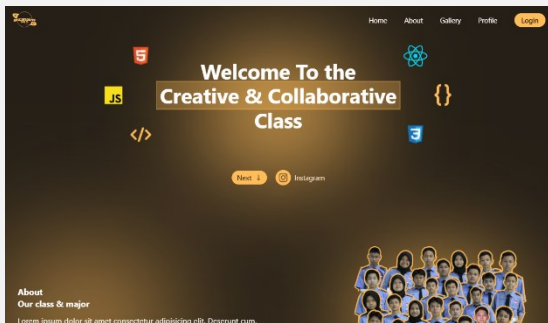 Home About Gallery Profile Login
Welcome To the
Creative & Collaborative
Class
JS
</>
{}
Next ↓ Instagram
About
Our class & major
Lorem ipsum dolor sit amet consectetur adipisicing elit. Deserunt cum,